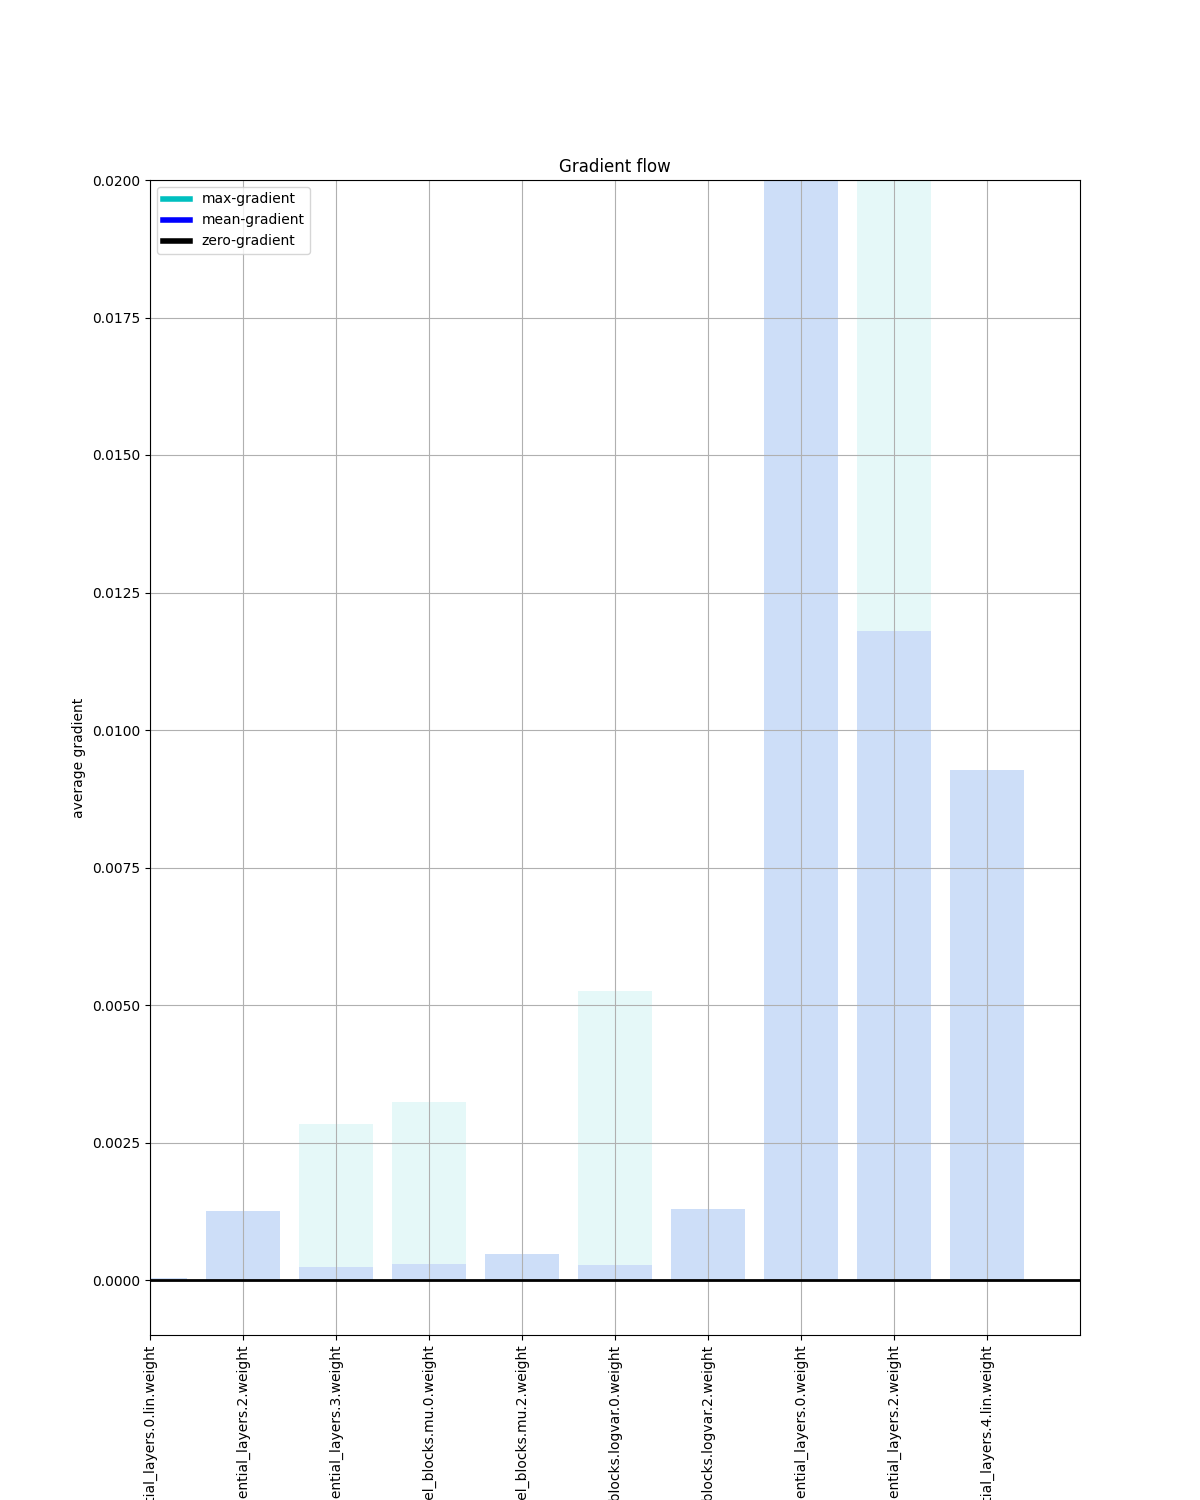 Gradient flow
max-gradient
mean-gradient
zero-gradient
0.0200
0.0175
0.0150
0.0125
0.0100
0.0075
0.0050
0.0025
0.0000
average gradient
tial_layers.0.lin.weight
ential_layers.2.weight
ential_layers.3.weight
el_blocks.mu.0.weight
el_blocks.mu.2.weight
blocks.logvar.0.weight
blocks.logvar.2.weight
ential_layers.0.weight
ential_layers.2.weight
tial_layers.4.lin.weight